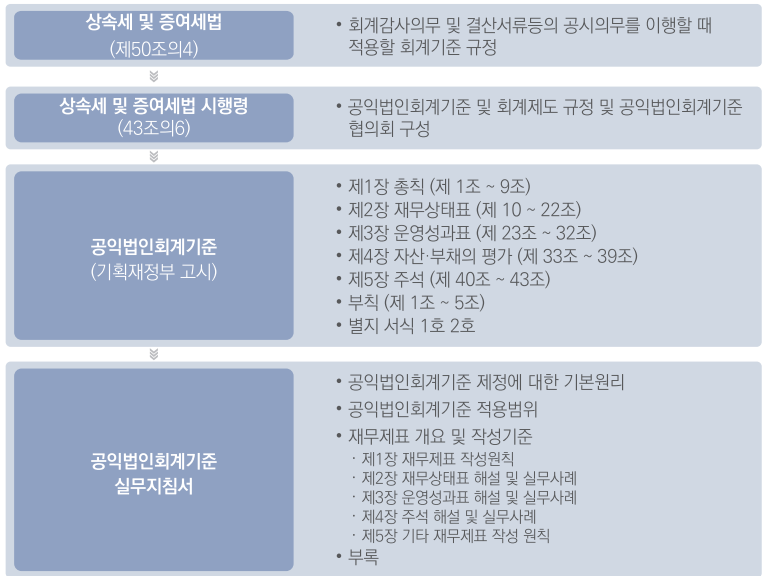 상속세 및 증여세법
(제50조의4)
• 회계감사의무 및 결산서류등의 공시의무를 이행할 때
적용할 회계기준 규정
상속세 및 증여세법 시행령
(43조의6)
• 공익법인회계기준 및 회계제도 규정 및 공익법인회계기준
협의회 구성
공익법인회계기준
(기획재정부 고시)
• 제1장 총칙 (제 1조 ~ 9조)
• 제2장 재무상태표 (제 10 ~ 22조)
• 제3장 운영성과표 (제 23조 ~ 32조)
• 제4장 자산·부채의 평가 (제 33조 ~ 39조)
• 제5장 주석 (제 40조 ~ 43조)
• 부칙 (제 1조 ~ 5조)
• 별지 서식 1호 2호
공익법인회계기준
실무지침서
• 공익법인회계기준 제정에 대한 기본원리
• 공익법인회계기준 적용범위
• 재무제표 개요 및 작성기준
· 제1장 재무제표 작성원칙
· 제2장 재무상태표 해설 및 실무사례
· 제3장 운영성과표 해설 및 실무사례
· 제4장 주석 해설 및 실무사례
· 제5장 기타 재무제표 작성 원칙
• 부록